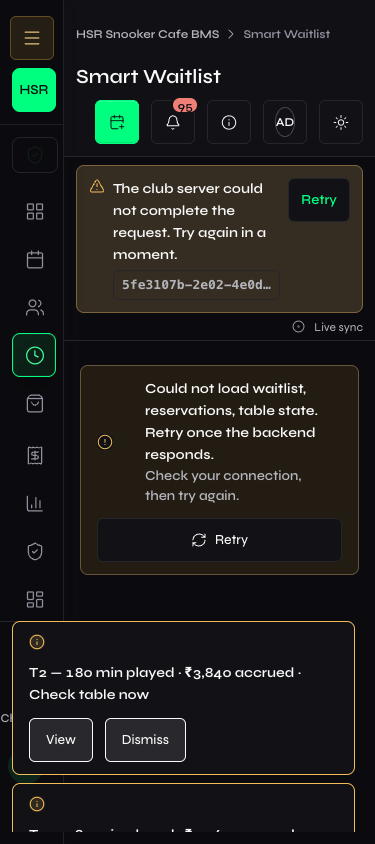 HSR Snooker Cafe BMS > Smart Waitlist
HSR
Smart Waitlist
95
AD
The club server could
not complete the
request. Try again in a
moment.
Retry
5fe3107b-2e02-4e0d…
Live sync
Could not load waitlist,
reservations, table state.
Retry once the backend
responds.
Check your connection,
then try again.
Retry
T2 — 180 min played · ₹3,840 accrued ·
Check table now
View
Dismiss